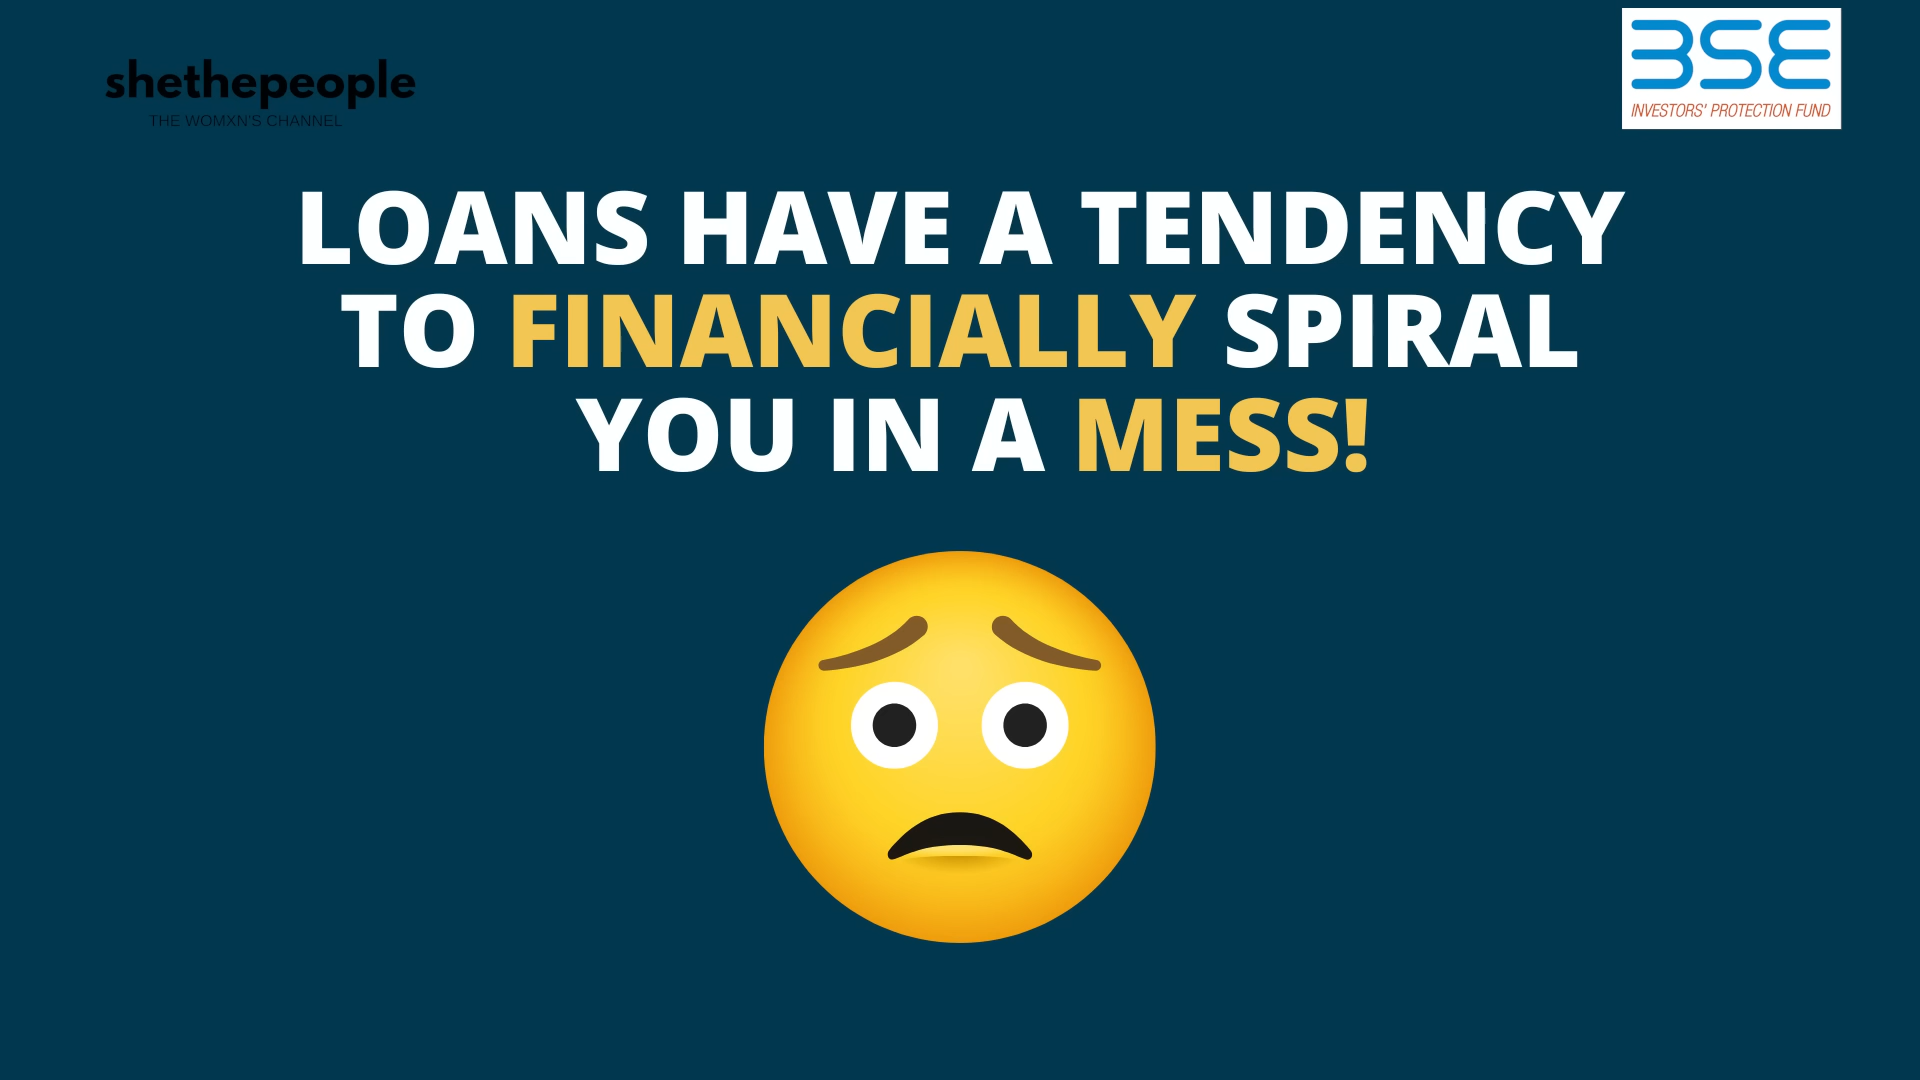 shethepeople
THE WOMXN'S CHANNEL
BSE
INVESTORS' PROTECTION FUND
LOANS HAVE A TENDENCY
TO FINANCIALLY SPIRAL
YOU IN A MESS!